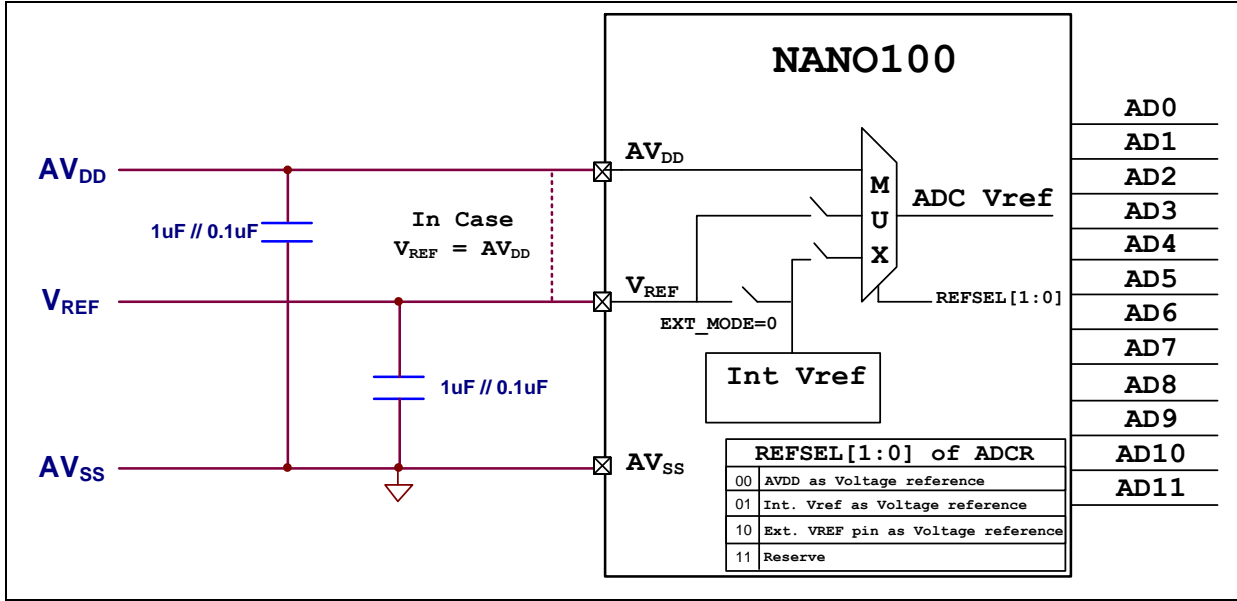 NANO100
AVDD
1uF // 0.1uF
VREF
1uF // 0.1uF
AVSS
In Case
VREF = AVDD
AVDD
VREF
EXT_MODE=0
AVSS
MUX
ADC Vref
REFSEL[1:0]
Int Vref
REFSEL[1:0] of ADCR
00 AVDD as Voltage reference
01 Int. Vref as Voltage reference
10 Ext. VREF pin as Voltage reference
11 Reserve
AD0
AD1
AD2
AD3
AD4
AD5
AD6
AD7
AD8
AD9
AD10
AD11